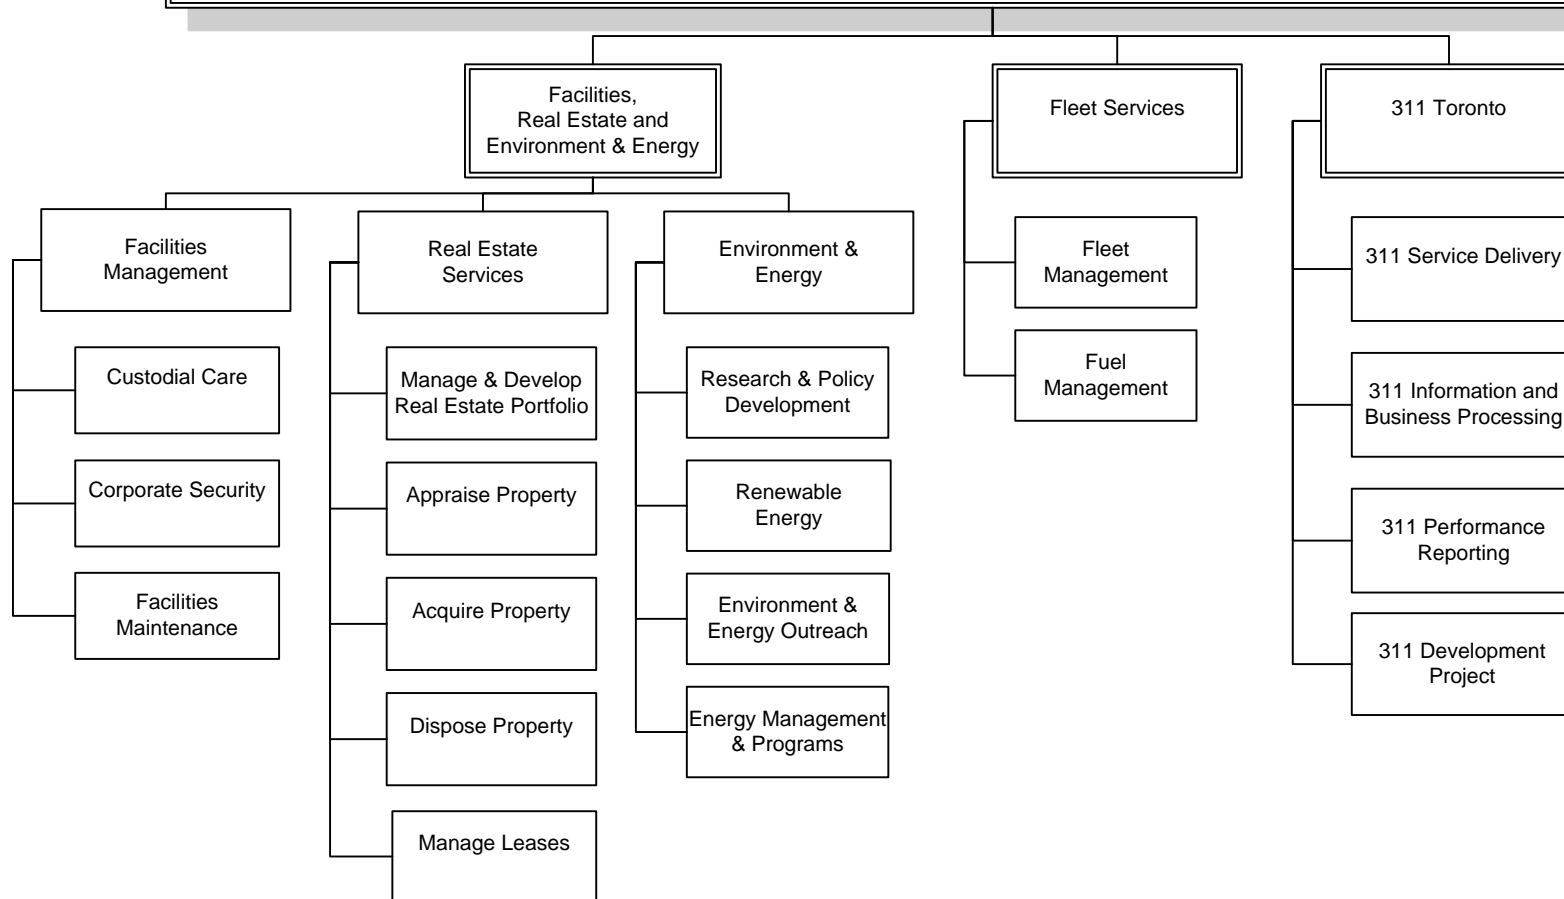 Facilities,
Real Estate and
Environment & Energy
Fleet Services
311 Toronto
Facilities
Management
Custodial Care
Corporate Security
Facilities
Maintenance
Real Estate
Services
Manage & Develop
Real Estate Portfolio
Appraise Property
Acquire Property
Dispose Property
Manage Leases
Environment &
Energy
Research & Policy
Development
Renewable
Energy
Environment &
Energy Outreach
Energy Management
& Programs
Fleet
Management
Fuel
Management
311 Service Delivery
311 Information and
Business Processing
311 Performance
Reporting
311 Development
Project